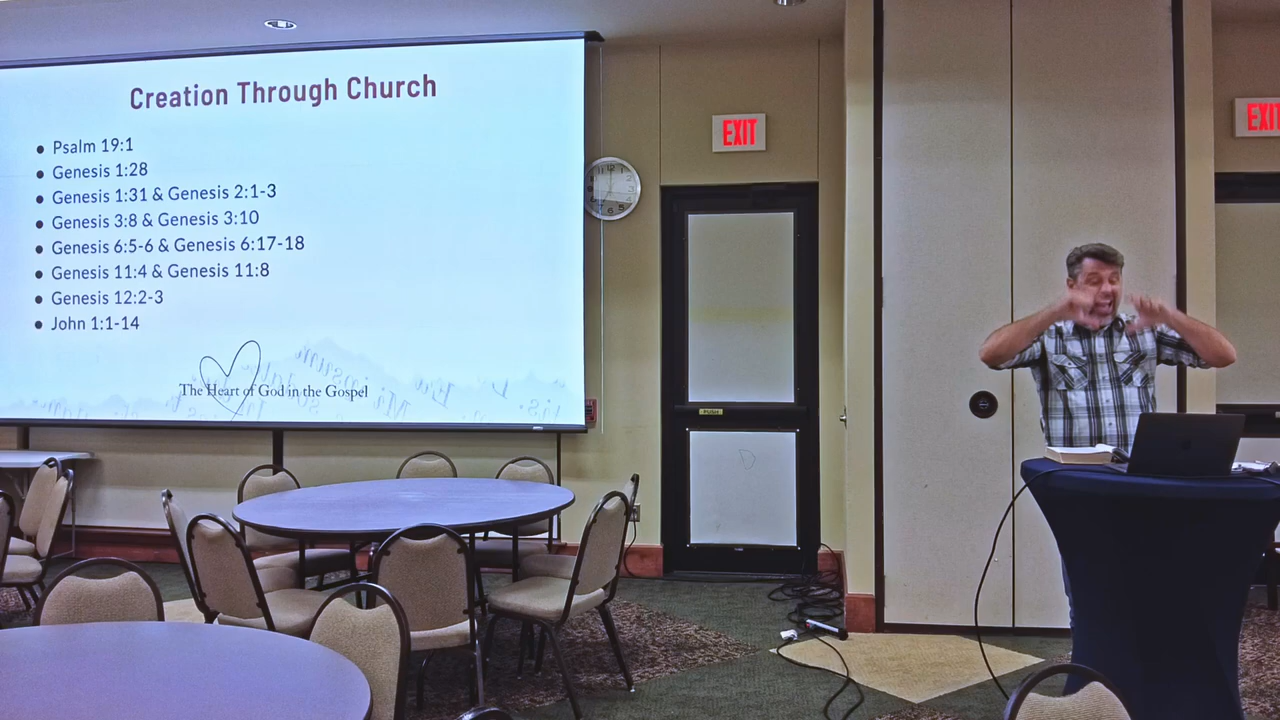 Creation Through Church
Psalm 19:1
Genesis 1:28
Genesis 1:31 & Genesis 2:1-3
Genesis 3:8 & Genesis 3:10
Genesis 6:5-6 & Genesis 6:17-18
Genesis 11:4 & Genesis 11:8
Genesis 12:2-3
John 1:1-14
The Heart of God in the Gospel
EXIT
EXIT